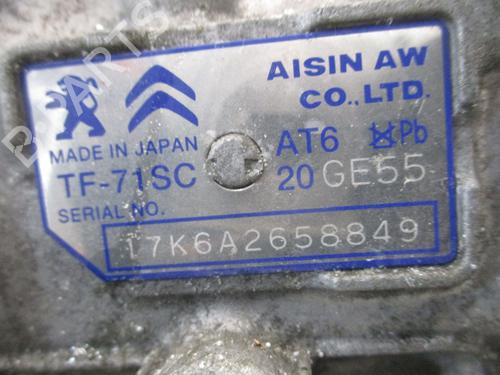 AISIN AW
CO.,LTD.
MADE IN JAPAN
AT6 Pb
TF-71SC
20 GE55
SERIAL NO.
17K6A2658849